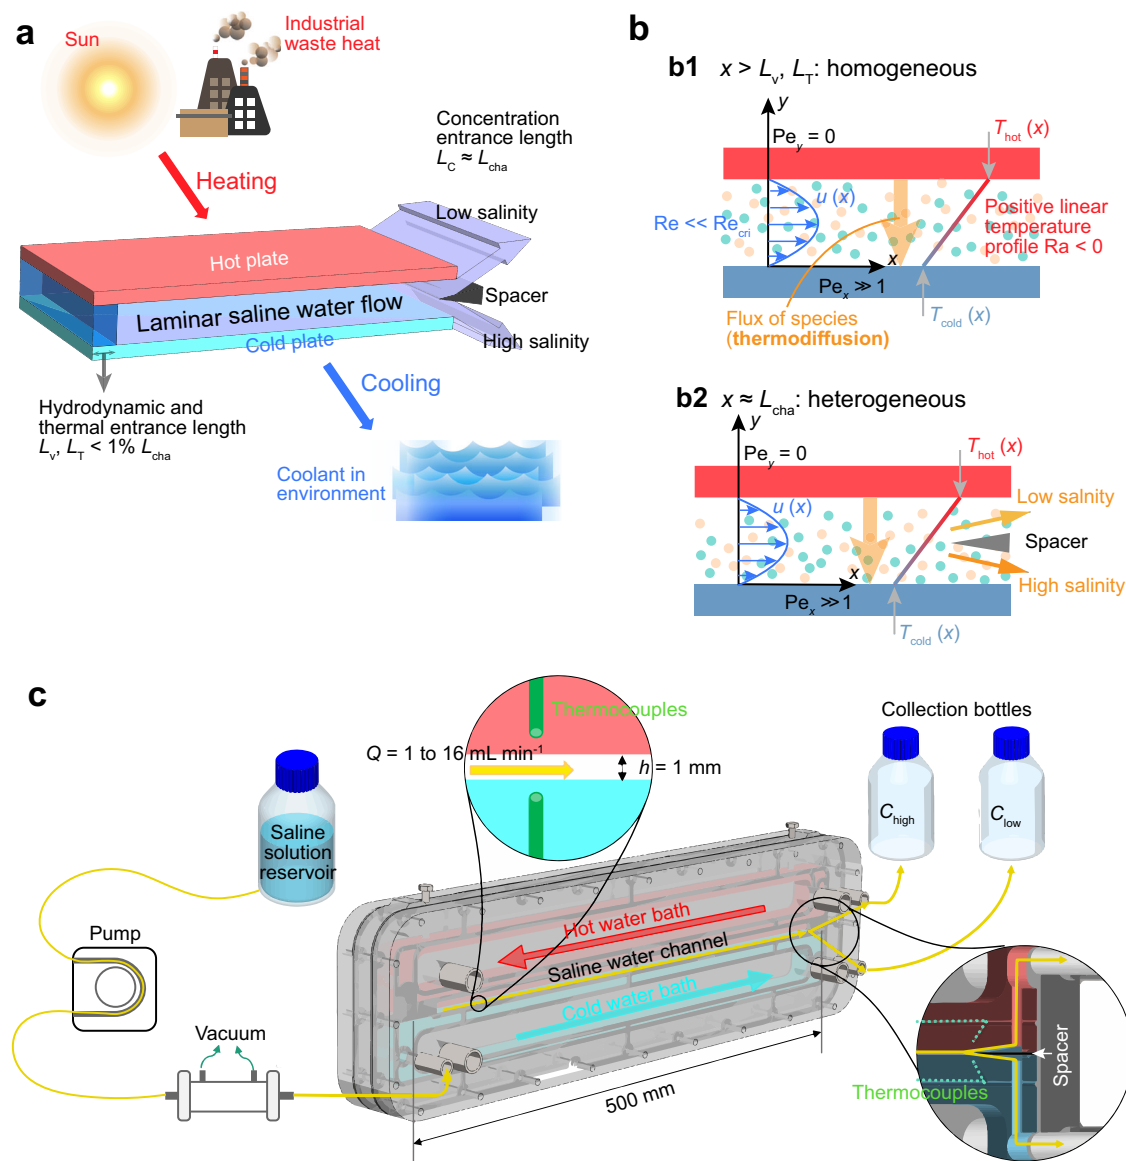 a
Sun
Industrial
waste heat
Heating
Concentration
entrance length
L_C ≈ L_cha
Low salinity
Hot plate
Laminar saline water flow
Spacer
Cold plate
High salinity
Cooling
Hydrodynamic and
thermal entrance length
L_v, L_T < 1% L_cha
Coolant in
environment
b
b1 x > L_v, L_T: homogeneous
y
Pe_y = 0
T_hot (x)
u (x)
Re << Re_cri
Positive linear
temperature
profile Ra < 0
x
Pe_x ≫ 1
Flux of species
(thermodiffusion)
T_cold (x)
b2 x ≈ L_cha: heterogeneous
y
Pe_y = 0
T_hot (x)
u (x)
Low salnity
Spacer
High salinity
x
Pe_x ≫ 1
T_cold (x)
c
Thermocouples
Q = 1 to 16 mL min⁻¹
h = 1 mm
Collection bottles
C_high
C_low
Saline
solution
reservoir
Pump
Vacuum
Hot water bath
Saline water channel
Cold water bath
500 mm
Spacer
Thermocouples